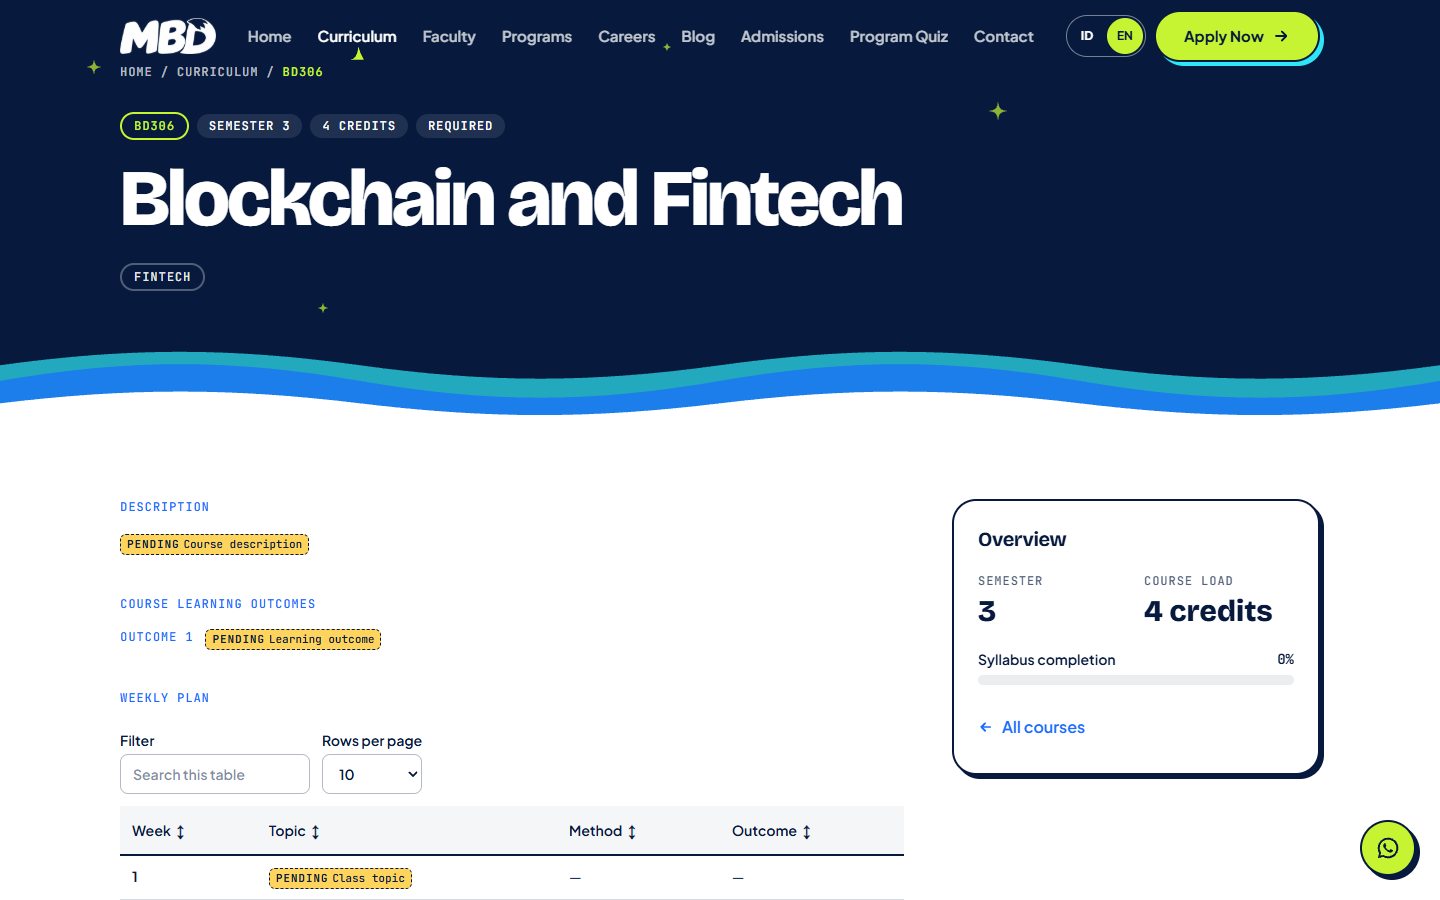 MBD Home Curriculum Faculty Programs Careers Blog Admissions Program Quiz Contact ID EN Apply Now →
HOME / CURRICULUM / BD306
BD306 SEMESTER 3 4 CREDITS REQUIRED
Blockchain and Fintech
FINTECH
DESCRIPTION
PENDING Course description
COURSE LEARNING OUTCOMES
OUTCOME 1 PENDING Learning outcome
WEEKLY PLAN
Filter Rows per page
Search this table 10
Week ↕ Topic ↕ Method ↕ Outcome ↕
1 PENDING Class topic — —
Overview
SEMESTER COURSE LOAD
3 4 credits
Syllabus completion 0%
← All courses